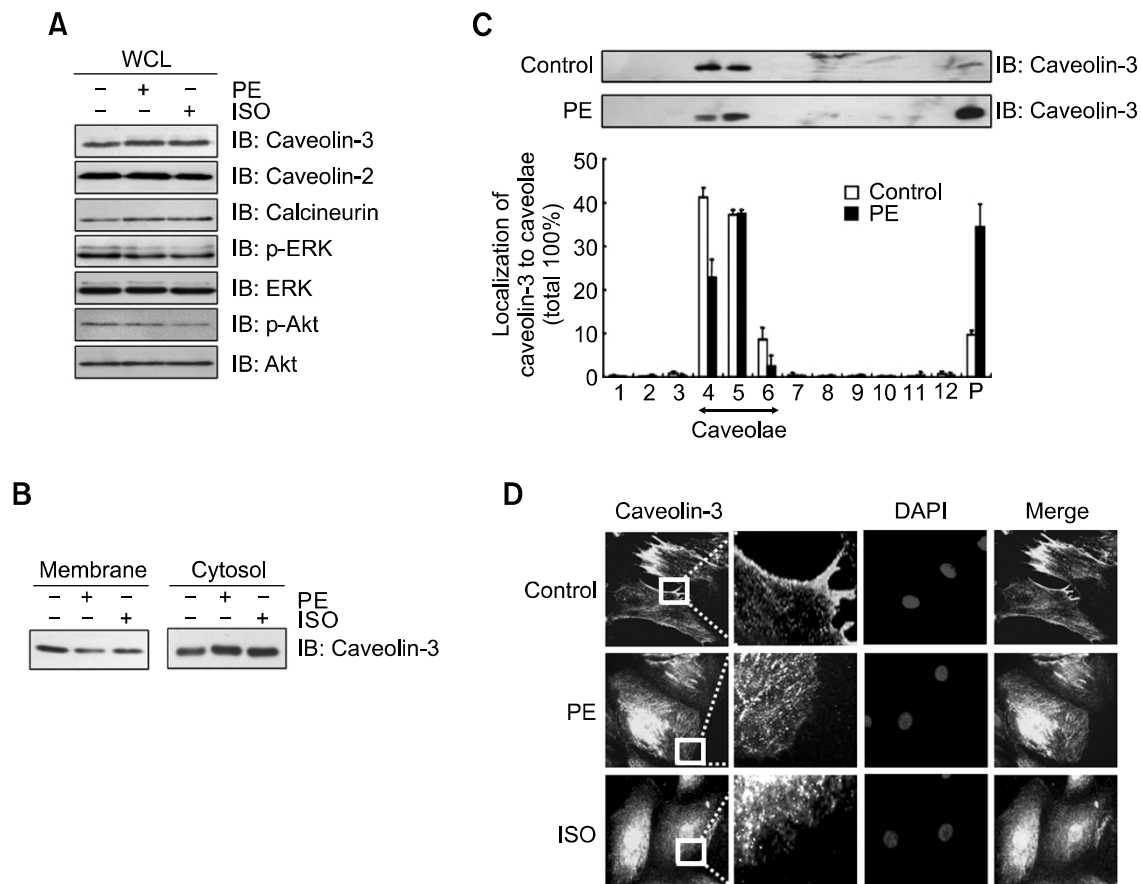 A
WCL
− + − PE
− − + ISO
IB: Caveolin-3
IB: Caveolin-2
IB: Calcineurin
IB: p-ERK
IB: ERK
IB: p-Akt
IB: Akt
B
Membrane Cytosol
− + − − + − PE
− − + − − + ISO
IB: Caveolin-3
C
Control IB: Caveolin-3
PE IB: Caveolin-3
Localization of
caveolin-3 to caveolae
(total 100%)
50
40
30
20
10
0
Control
PE
1 2 3 4 5 6 7 8 9 10 11 12 P
Caveolae
D
Caveolin-3 DAPI Merge
Control
PE
ISO